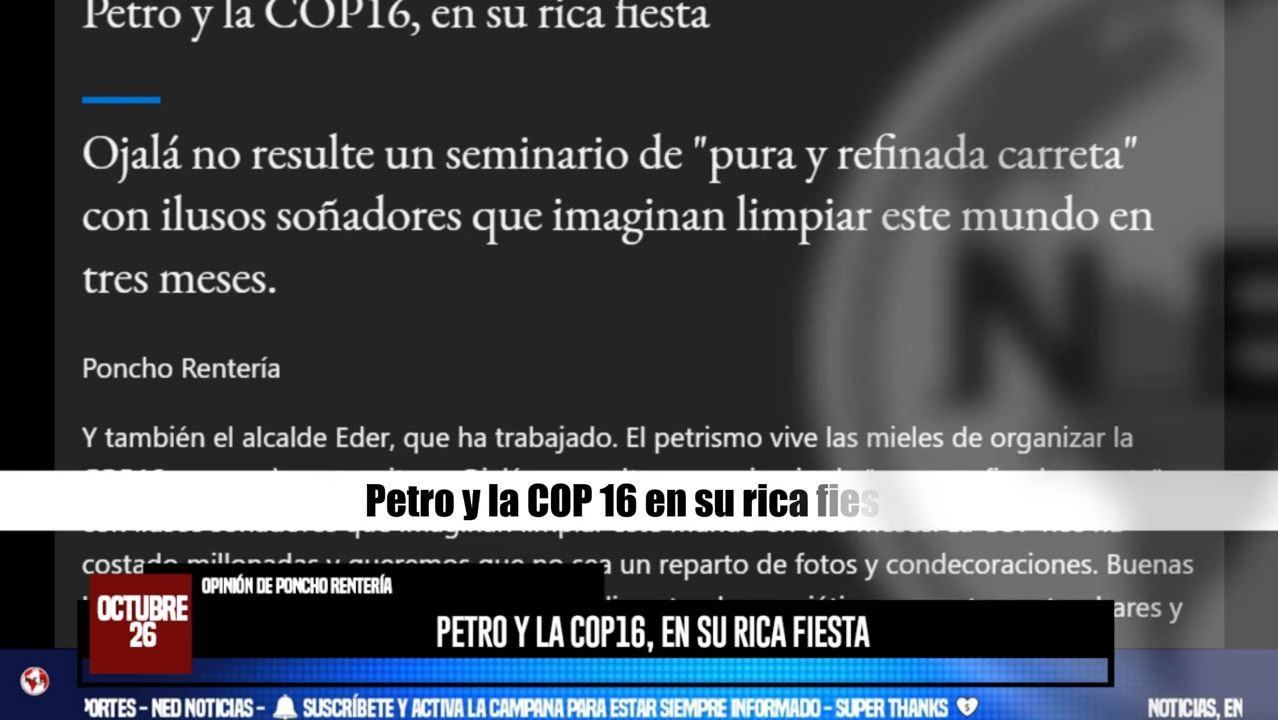 Petro y la COP16, en su rica fiesta
Ojalá no resulte un seminario de "pura y refinada carreta"
con ilusos soñadores que imaginan limpiar este mundo en
tres meses.
Poncho Rentería
Y también el alcalde Eder, que ha trabajado. El petrismo vive las mieles de organizar la
Petro y la COP 16 en su rica fies
costado millonadas y queremos que no sea un reparto de fotos y condecoraciones. Buenas
ares y
OPINIÓN DE PONCHO RENTERÍA
OCTUBRE
26
PETRO Y LA COP16, EN SU RICA FIESTA
PORTES - NED NOTICIAS - SUSCRÍBETE Y ACTIVA LA CAMPANA PARA ESTAR SIEMPRE INFORMADO - SUPER THANKS
NOTICIAS, EN
NE